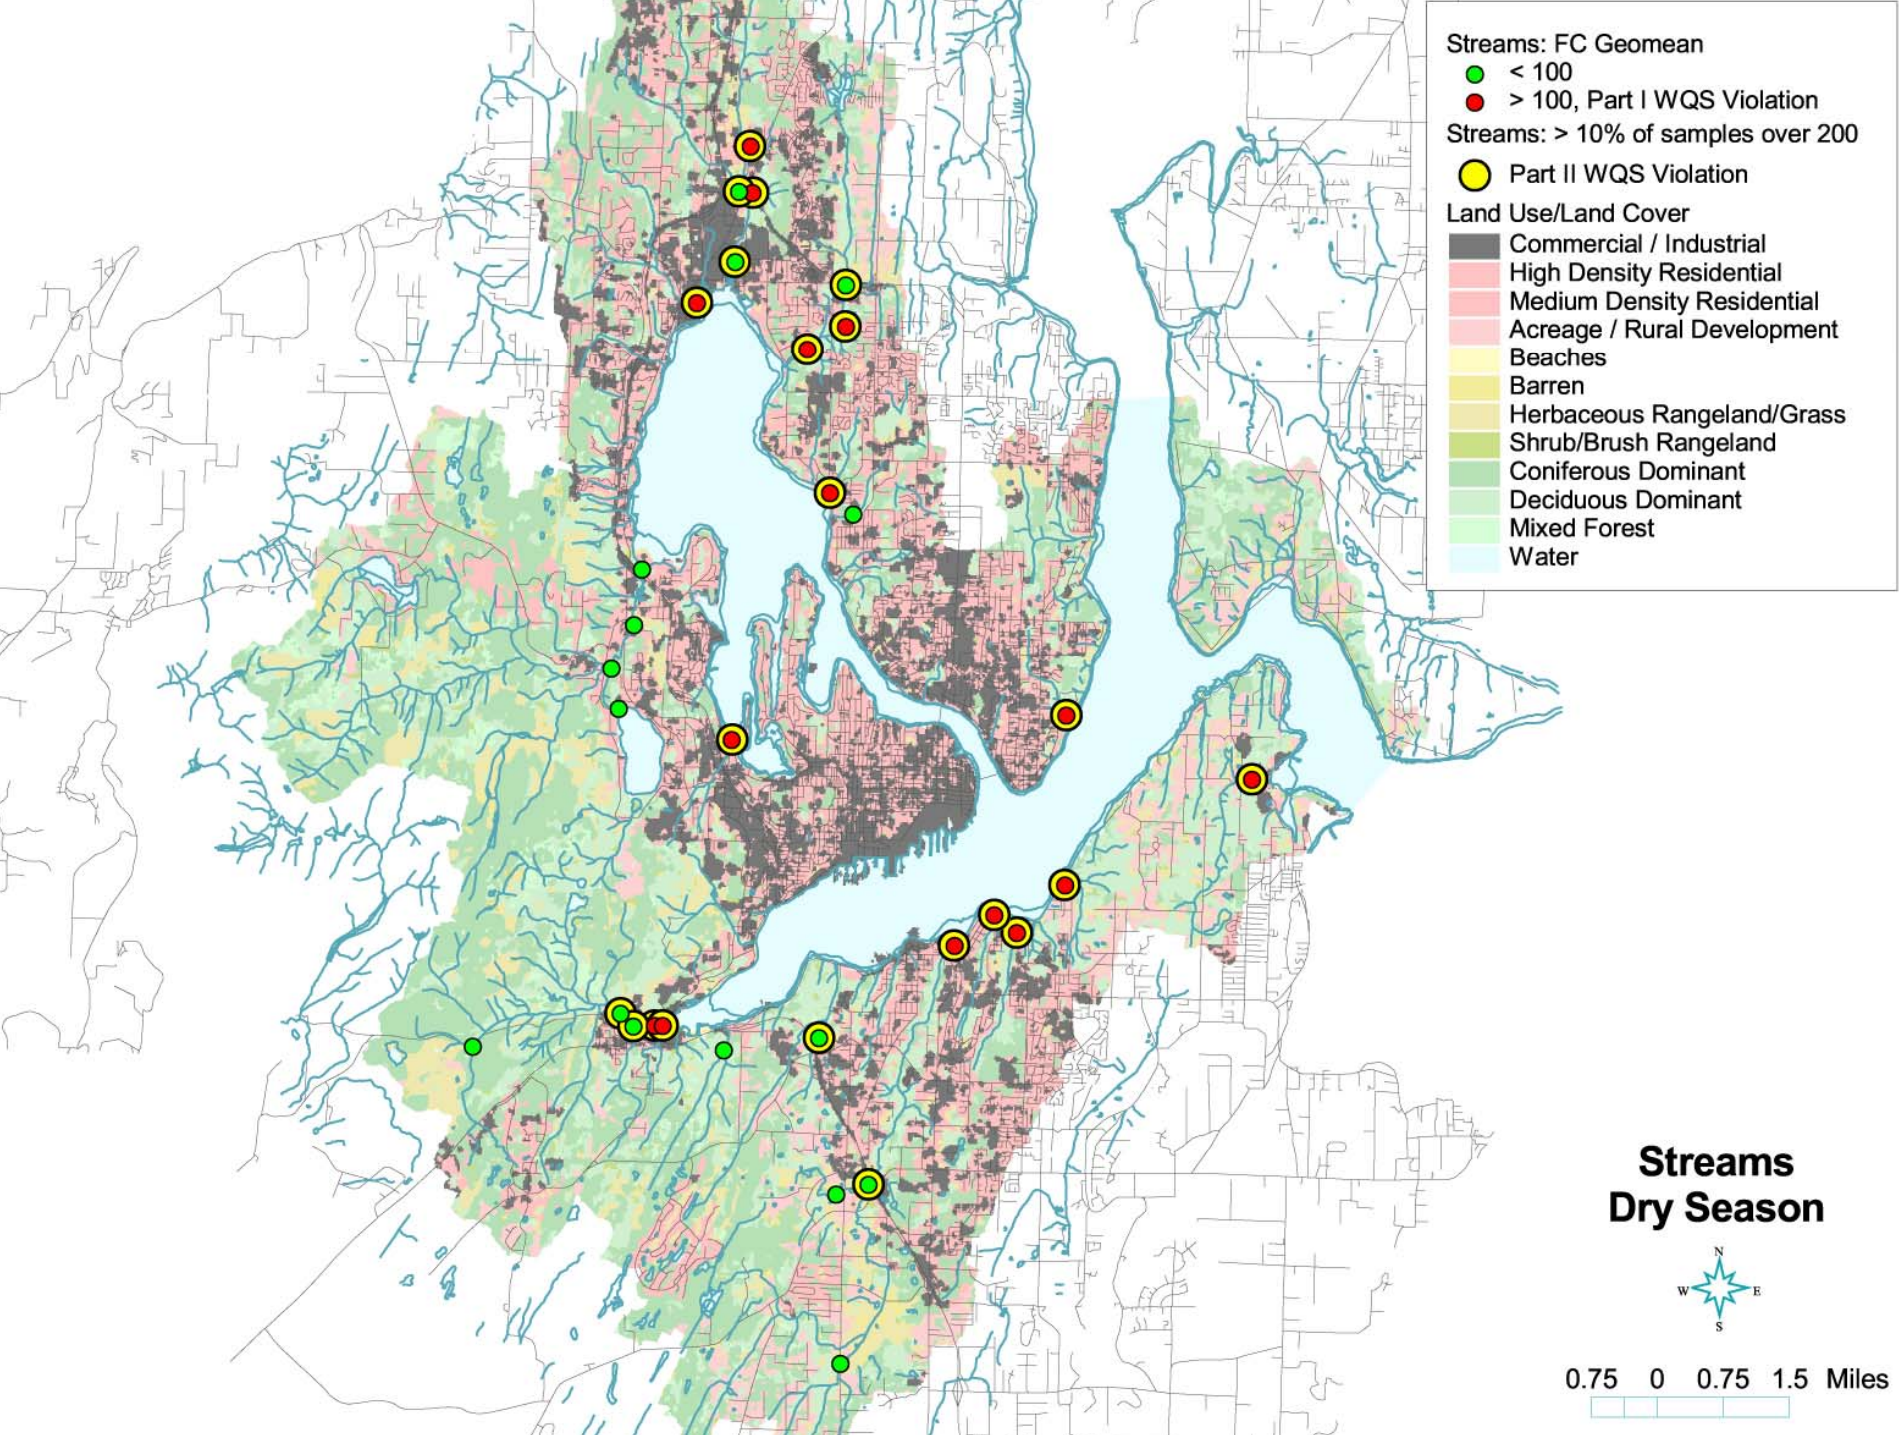 Streams: FC Geomean
< 100
> 100, Part I WQS Violation
Streams: > 10% of samples over 200
Part II WQS Violation
Land Use/Land Cover
Commercial / Industrial
High Density Residential
Medium Density Residential
Acreage / Rural Development
Beaches
Barren
Herbaceous Rangeland/Grass
Shrub/Brush Rangeland
Coniferous Dominant
Deciduous Dominant
Mixed Forest
Water
Streams
Dry Season
N
W E
S
0.75 0 0.75 1.5 Miles